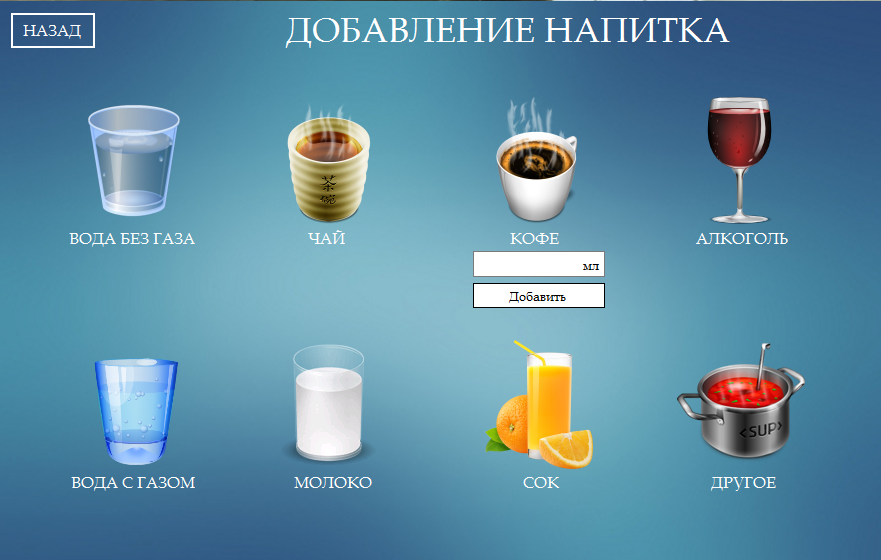 НАЗАД
ДОБАВЛЕНИЕ НАПИТКА
茶
碗
ВОДА БЕЗ ГАЗА
ЧАЙ
КОФЕ
АЛКОГОЛЬ
мл
Добавить
<SUP>
ВОДА С ГАЗОМ
МОЛОКО
СОК
ДРУГОЕ